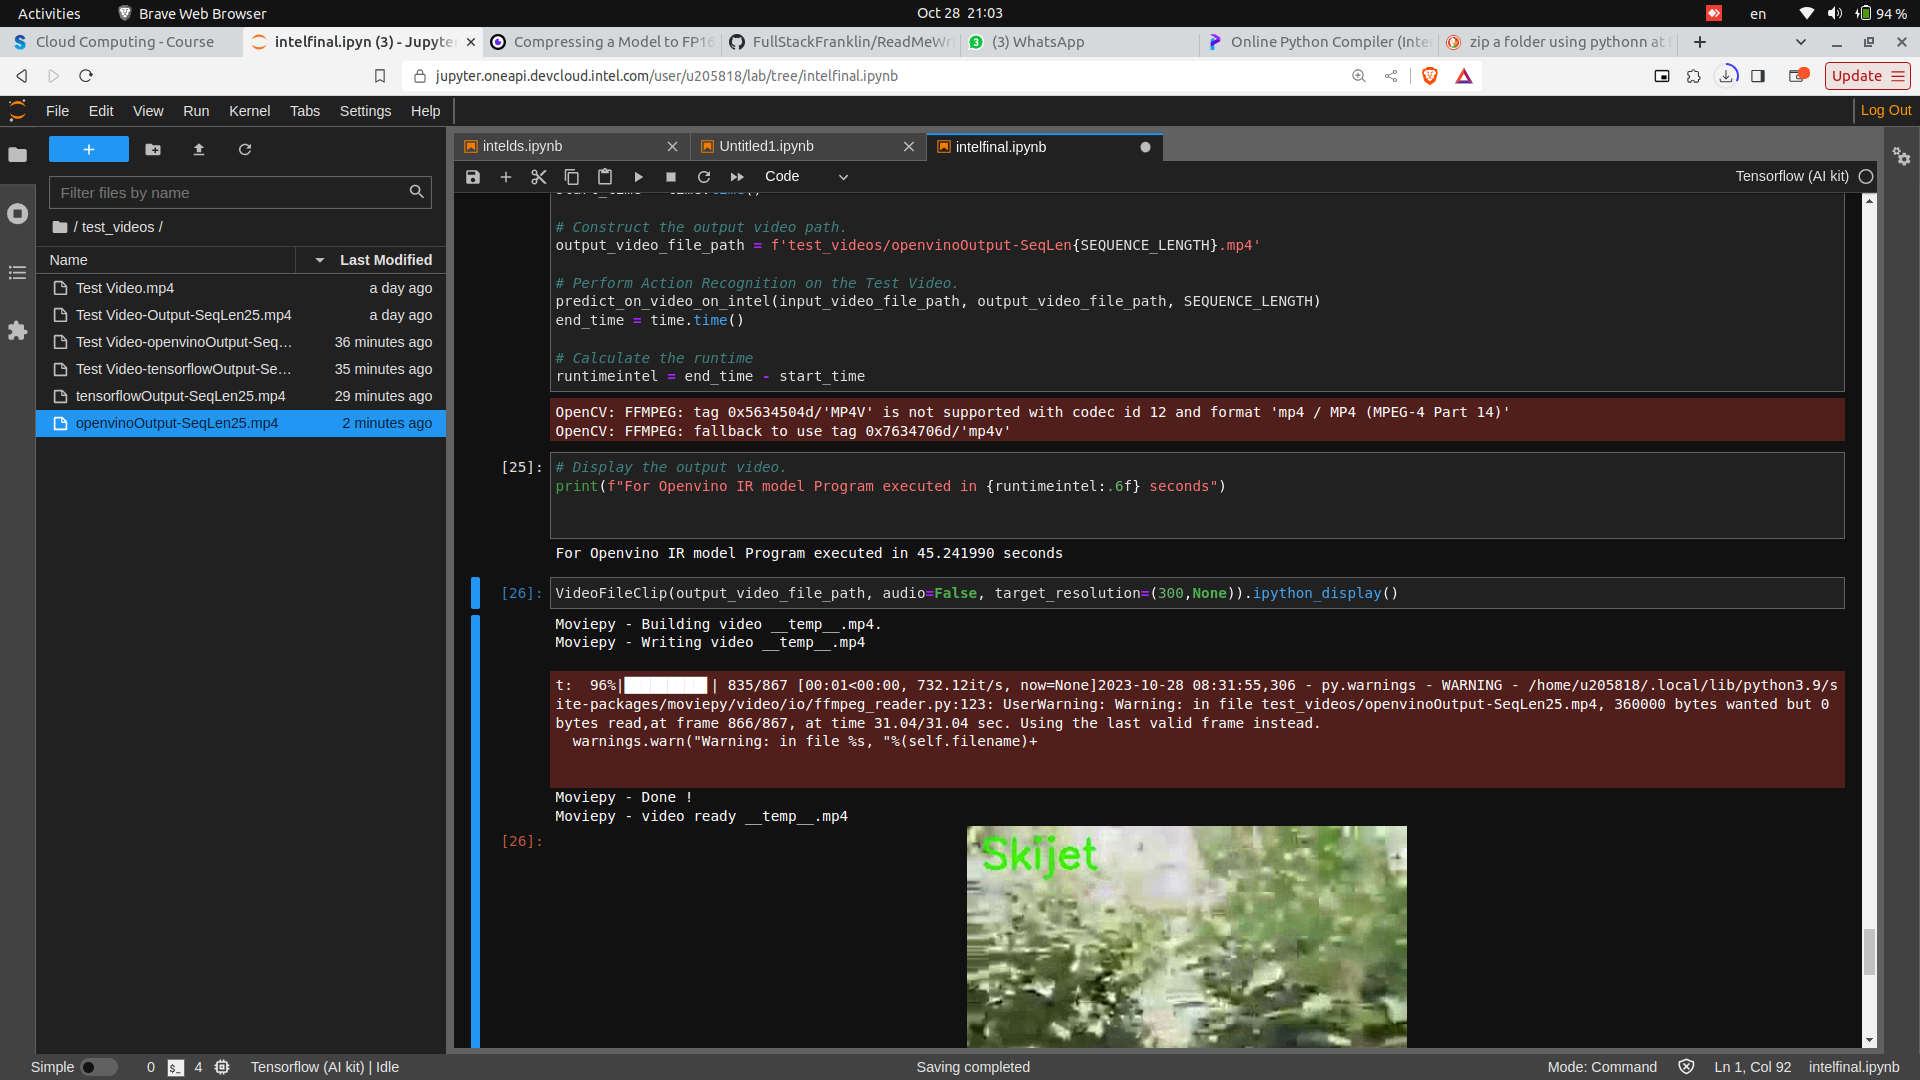 Activities
Brave Web Browser
Oct 28 21:03
en
94 %
Cloud Computing - Course
intelfinal.ipyn (3) - Jupyter
Compressing a Model to FP16
FullStackFranklin/ReadMeWri
(3) WhatsApp
Online Python Compiler (Inter
zip a folder using pythonn at
jupyter.oneapi.devcloud.intel.com/user/u205818/lab/tree/intelfinal.ipynb
Update
File Edit View Run Kernel Tabs Settings Help
Log Out
intelds.ipynb
Untitled1.ipynb
intelfinal.ipynb
Filter files by name
Code
Tensorflow (AI kit)
/ test_videos /
Name
Last Modified
Test Video.mp4 a day ago
Test Video-Output-SeqLen25.mp4 a day ago
Test Video-openvinoOutput-Seq... 36 minutes ago
Test Video-tensorflowOutput-Se... 35 minutes ago
tensorflowOutput-SeqLen25.mp4 29 minutes ago
openvinoOutput-SeqLen25.mp4 2 minutes ago
# Construct the output video path.
output_video_file_path = f'test_videos/openvinoOutput-SeqLen{SEQUENCE_LENGTH}.mp4'
# Perform Action Recognition on the Test Video.
predict_on_video_on_intel(input_video_file_path, output_video_file_path, SEQUENCE_LENGTH)
end_time = time.time()
# Calculate the runtime
runtimeintel = end_time - start_time
OpenCV: FFMPEG: tag 0x5634504d/'MP4V' is not supported with codec id 12 and format 'mp4 / MP4 (MPEG-4 Part 14)'
OpenCV: FFMPEG: fallback to use tag 0x7634706d/'mp4v'
[25]:
# Display the output video.
print(f"For Openvino IR model Program executed in {runtimeintel:.6f} seconds")
For Openvino IR model Program executed in 45.241990 seconds
[26]:
VideoFileClip(output_video_file_path, audio=False, target_resolution=(300,None)).ipython_display()
Moviepy - Building video __temp__.mp4.
Moviepy - Writing video __temp__.mp4
t:  96%|██████████| 835/867 [00:01<00:00, 732.12it/s, now=None]2023-10-28 08:31:55,306 - py.warnings - WARNING - /home/u205818/.local/lib/python3.9/s
ite-packages/moviepy/video/io/ffmpeg_reader.py:123: UserWarning: Warning: in file test_videos/openvinoOutput-SeqLen25.mp4, 360000 bytes wanted but 0
bytes read,at frame 866/867, at time 31.04/31.04 sec. Using the last valid frame instead.
warnings.warn("Warning: in file %s, "%(self.filename)+
Moviepy - Done !
Moviepy - video ready __temp__.mp4
[26]:
Skijet
Simple
0
4
Tensorflow (AI kit) | Idle
Saving completed
Mode: Command
Ln 1, Col 92
intelfinal.ipynb